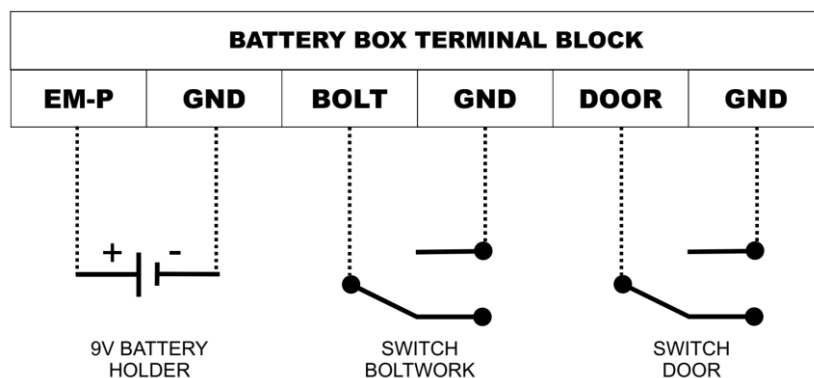 BATTERY BOX TERMINAL BLOCK
EM-P GND BOLT GND DOOR GND
+ -
9V BATTERY
HOLDER
SWITCH
BOLTWORK
SWITCH
DOOR